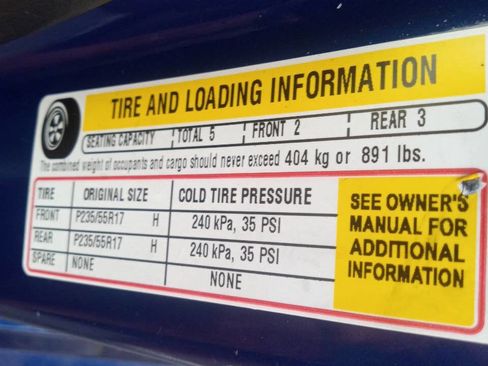 TIRE AND LOADING INFORMATION
SEATING CAPACITY TOTAL 5 FRONT 2 REAR 3
The combined weight of occupants and cargo should never exceed 404 kg or 891 lbs.
TIRE ORIGINAL SIZE COLD TIRE PRESSURE
FRONT P235/55R17 H 240 kPa, 35 PSI
REAR P235/55R17 H 240 kPa, 35 PSI
SPARE NONE NONE
SEE OWNER'S
MANUAL FOR
ADDITIONAL
INFORMATION